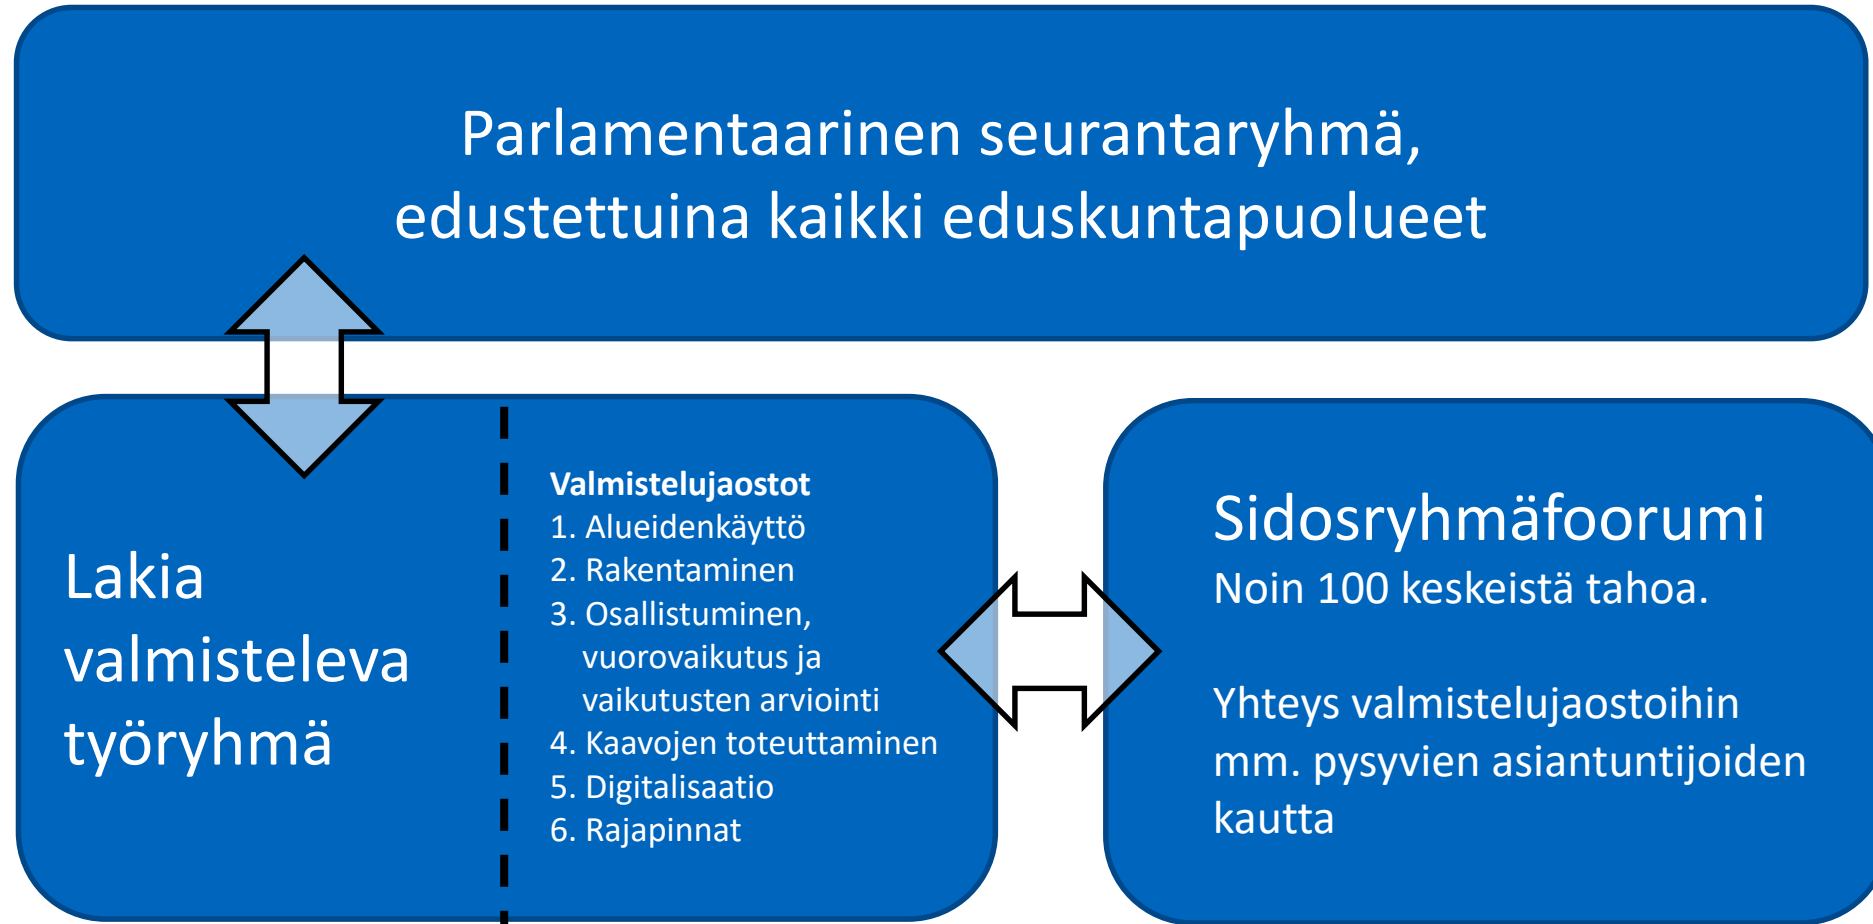 Parlamentaarinen seurantaryhmä,
edustettuina kaikki eduskuntapuolueet
Lakia
valmisteleva
työryhmä
Valmistelujaostot
1. Alueidenkäyttö
2. Rakentaminen
3. Osallistuminen,
vuorovaikutus ja
vaikutusten arviointi
4. Kaavojen toteuttaminen
5. Digitalisaatio
6. Rajapinnat
Sidosryhmäfoorumi
Noin 100 keskeistä tahoa.
Yhteys valmistelujaostoihin
mm. pysyvien asiantuntijoiden
kautta